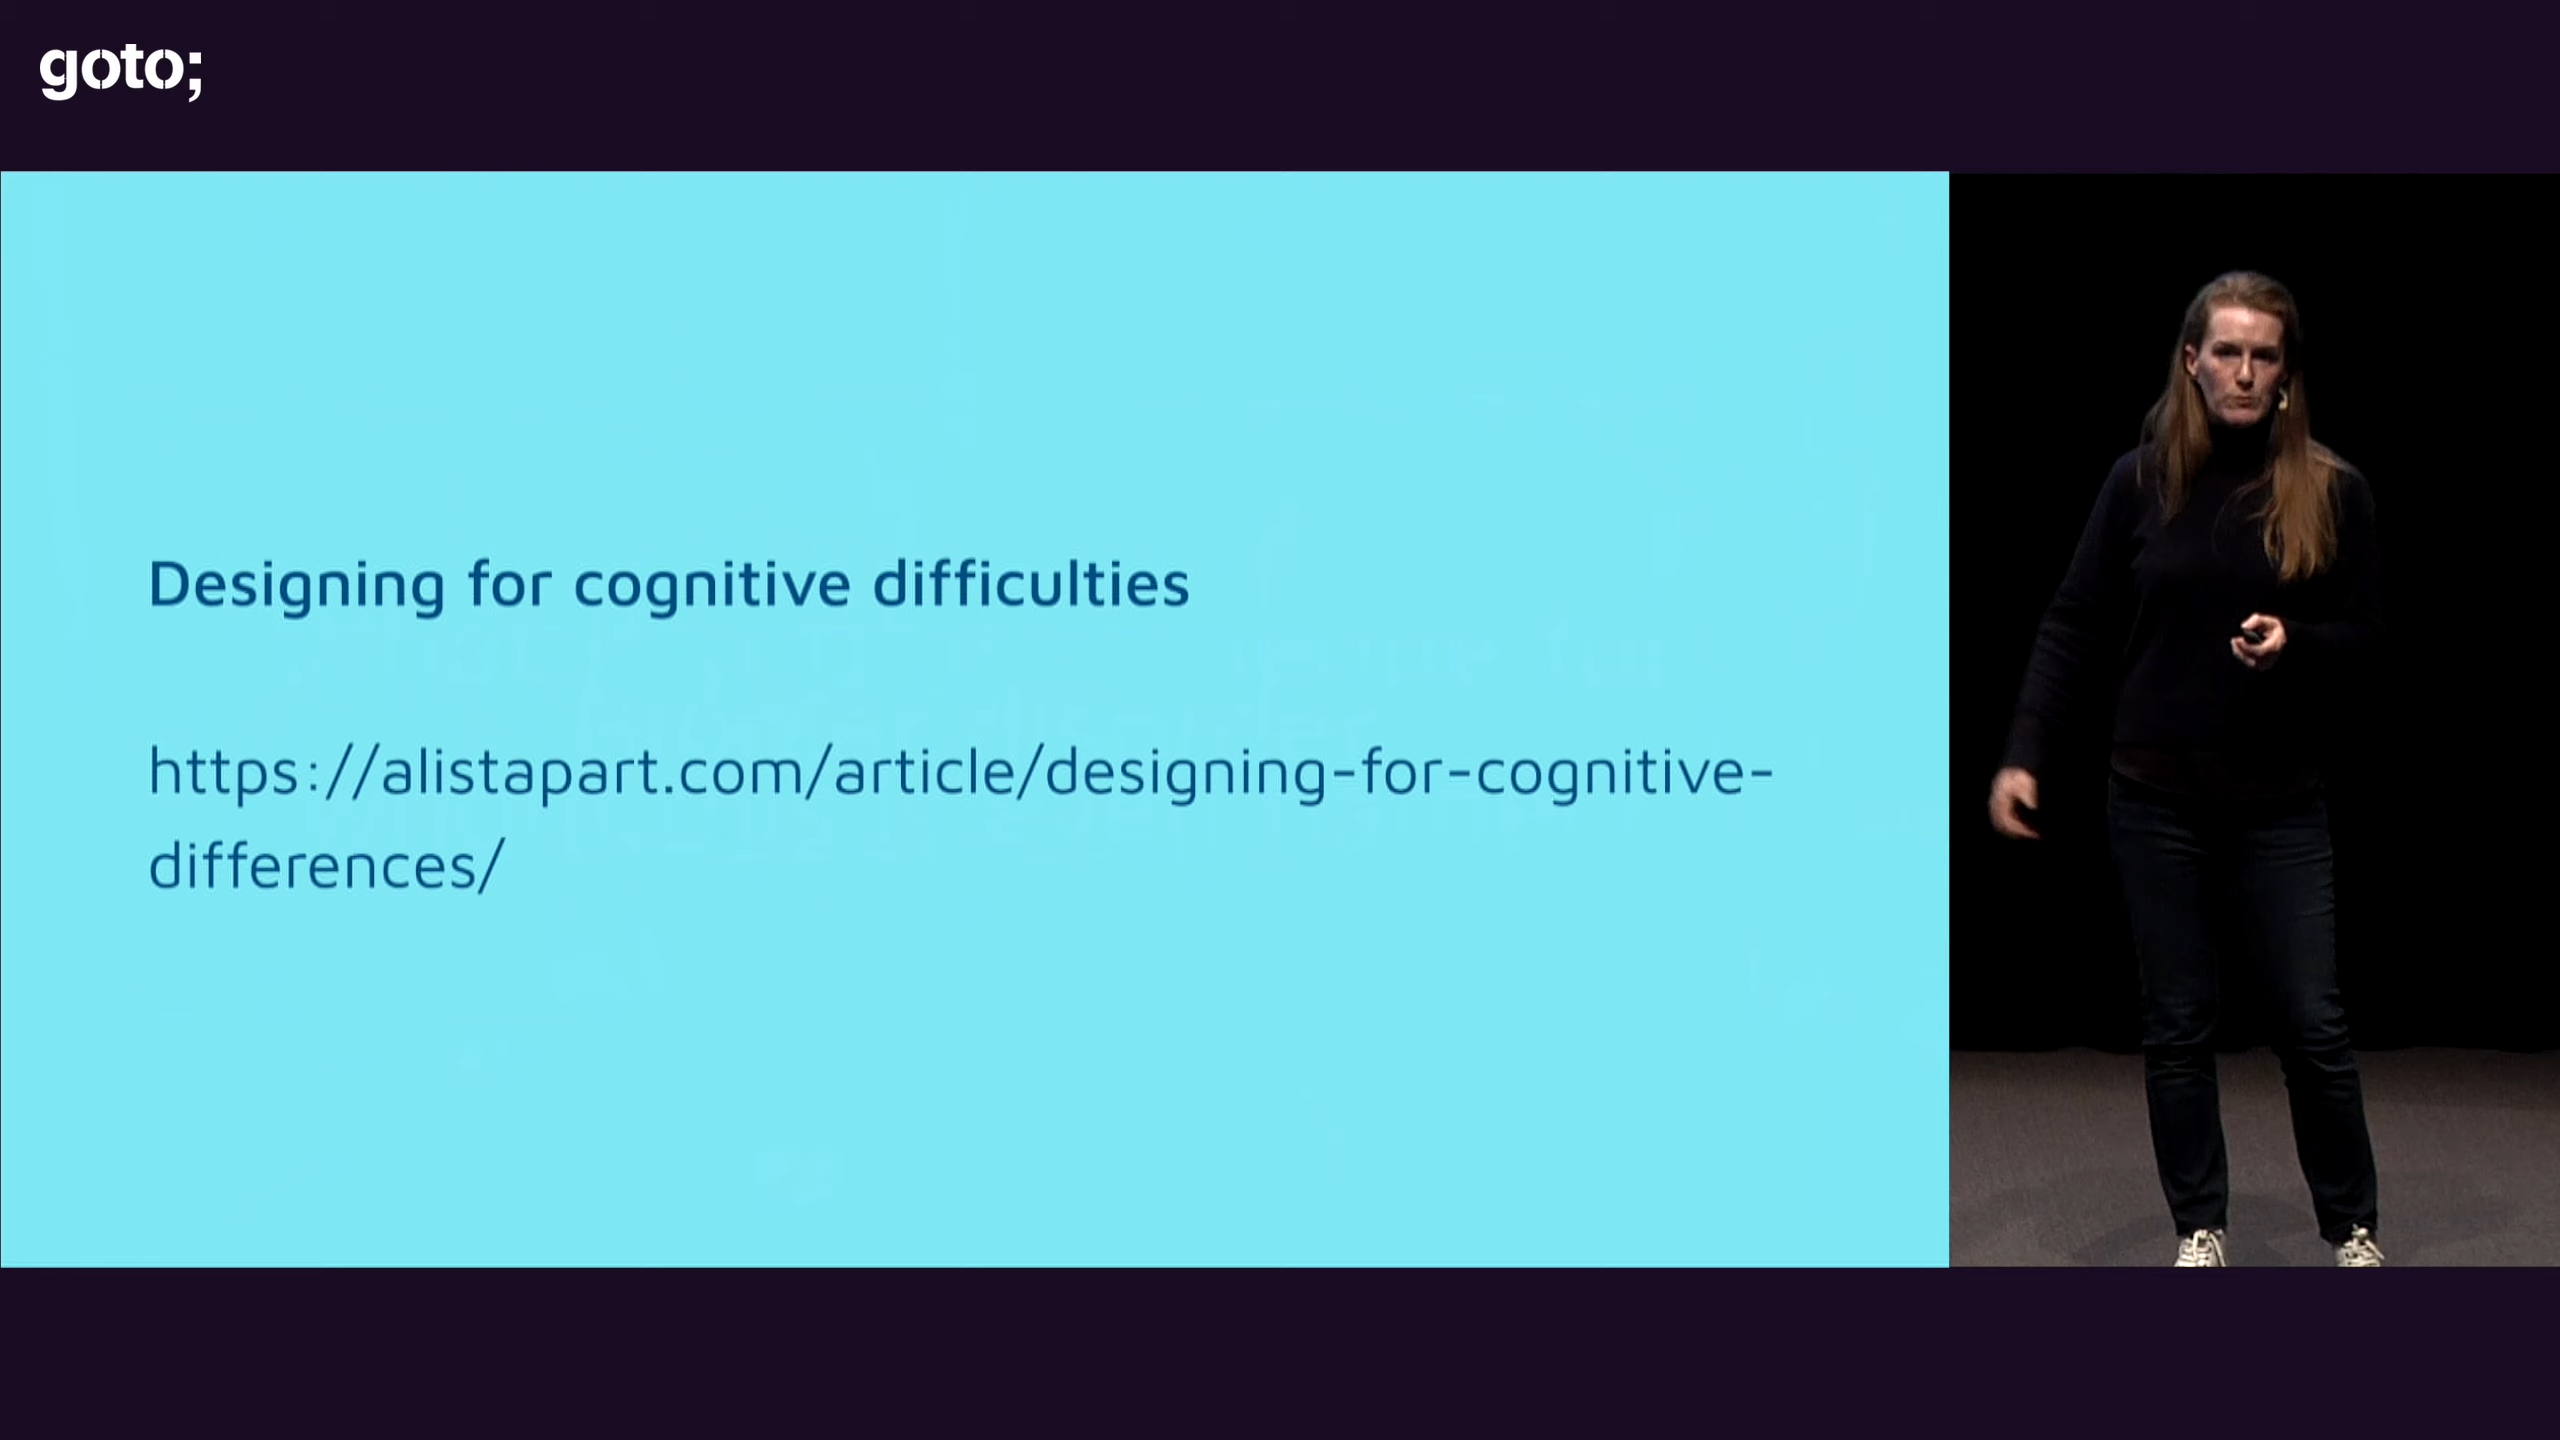 goto;
Designing for cognitive difficulties
https://alistapart.com/article/designing-for-cognitive-
differences/